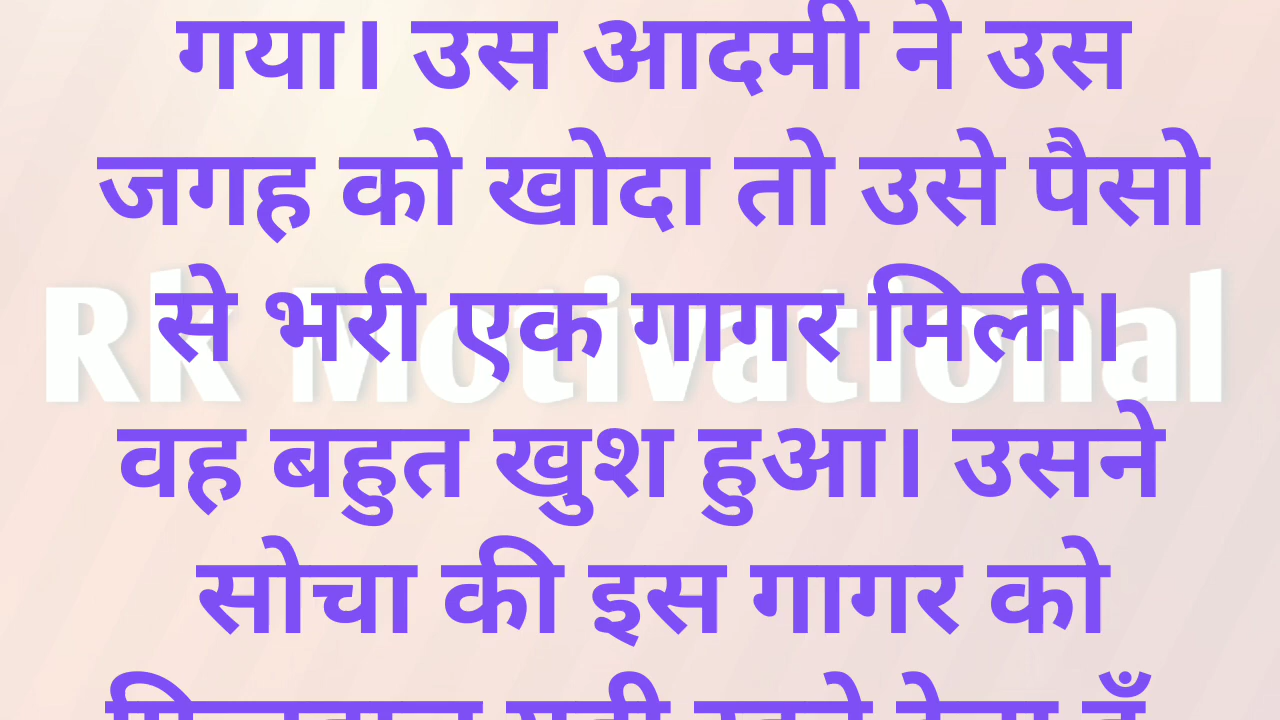 गया। उस आदमी ने उस
जगह को खोदा तो उसे पैसो
से भरी एक गागर मिली।
Rk Motivational
वह बहुत खुश हुआ। उसने
सोचा की इस गागर को